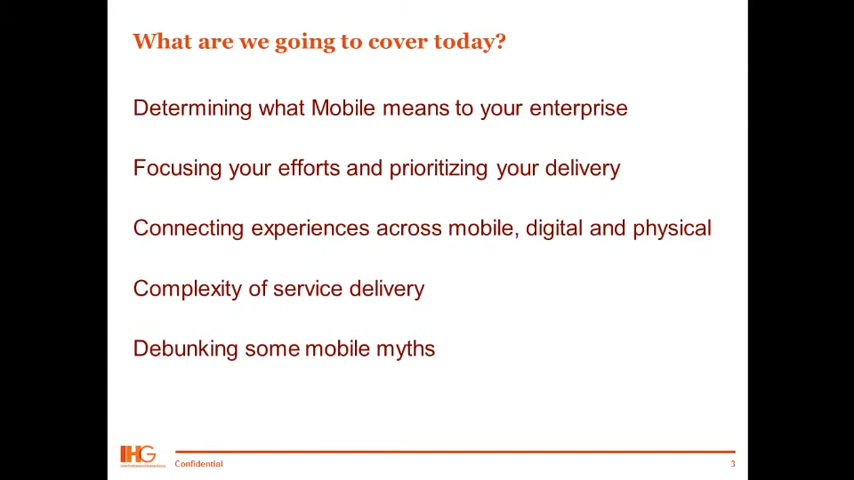 What are we going to cover today?
Determining what Mobile means to your enterprise
Focusing your efforts and prioritizing your delivery
Connecting experiences across mobile, digital and physical
Complexity of service delivery
Debunking some mobile myths
IHG
Confidential
3